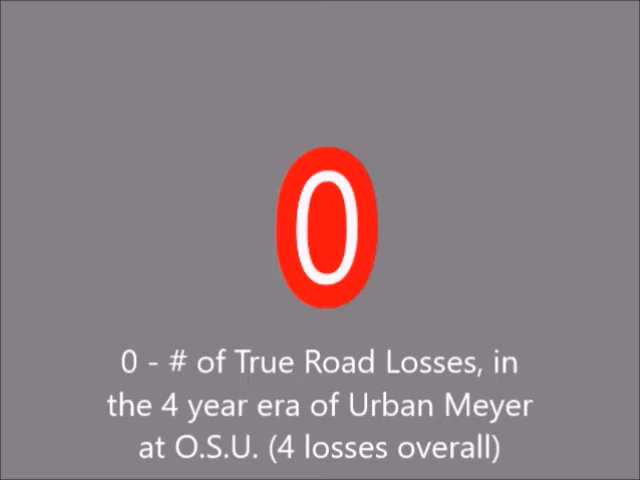 0
0 - # of True Road Losses, in
the 4 year era of Urban Meyer
at O.S.U. (4 losses overall)